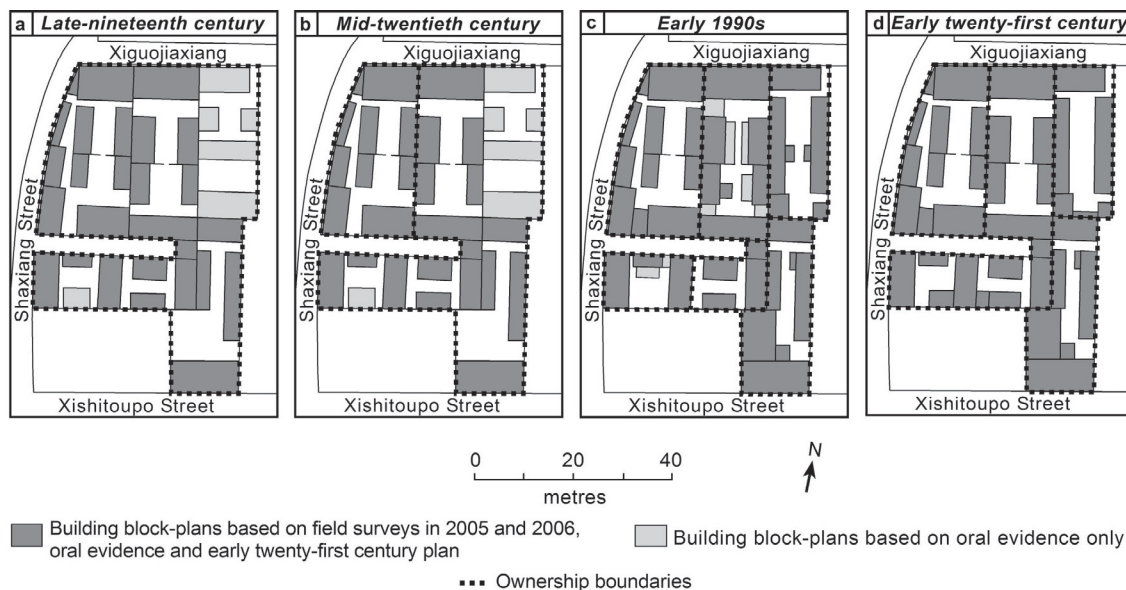 a Late-nineteenth century
Xiguojiaxiang
Shaxiang Street
Xishitoupo Street
b Mid-twentieth century
Xiguojiaxiang
Shaxiang Street
Xishitoupo Street
c Early 1990s
Xiguojiaxiang
Shaxiang Street
Xishitoupo Street
d Early twenty-first century
Xiguojiaxiang
Shaxiang Street
Xishitoupo Street
0 20 40
metres
N
Building block-plans based on field surveys in 2005 and 2006,
oral evidence and early twenty-first century plan
Building block-plans based on oral evidence only
Ownership boundaries